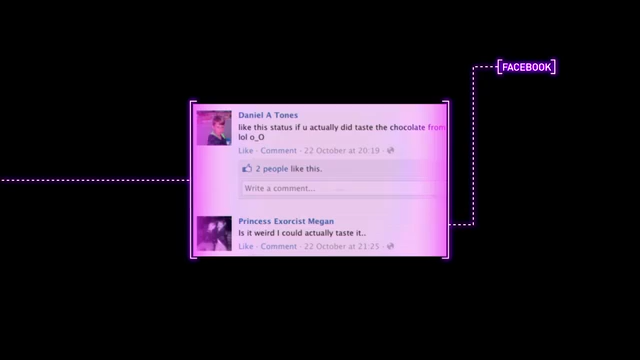 [FACEBOOK]
Daniel A Tones
like this status if u actually did taste the chocolate from
lol o_O
Like · Comment · 22 October at 20:19 ·
2 people like this.
Write a comment...
Princess Exorcist Megan
Is it weird I could actually taste it..
Like · Comment · 22 October at 21:25 ·